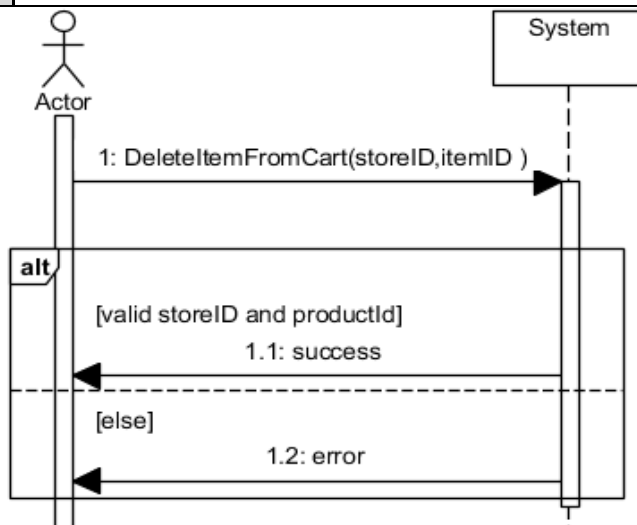 System
Actor
1: DeleteItemFromCart(storeID,itemID )
alt
[valid storeID and productId]
1.1: success
[else]
1.2: error